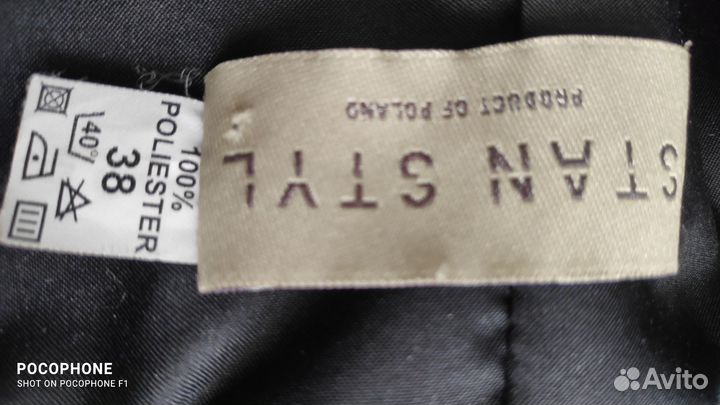 STAN STYL
PRODUCT OF POLAND
100%
POLIESTER
38
40°
POCOPHONE
SHOT ON POCOPHONE F1
Avito